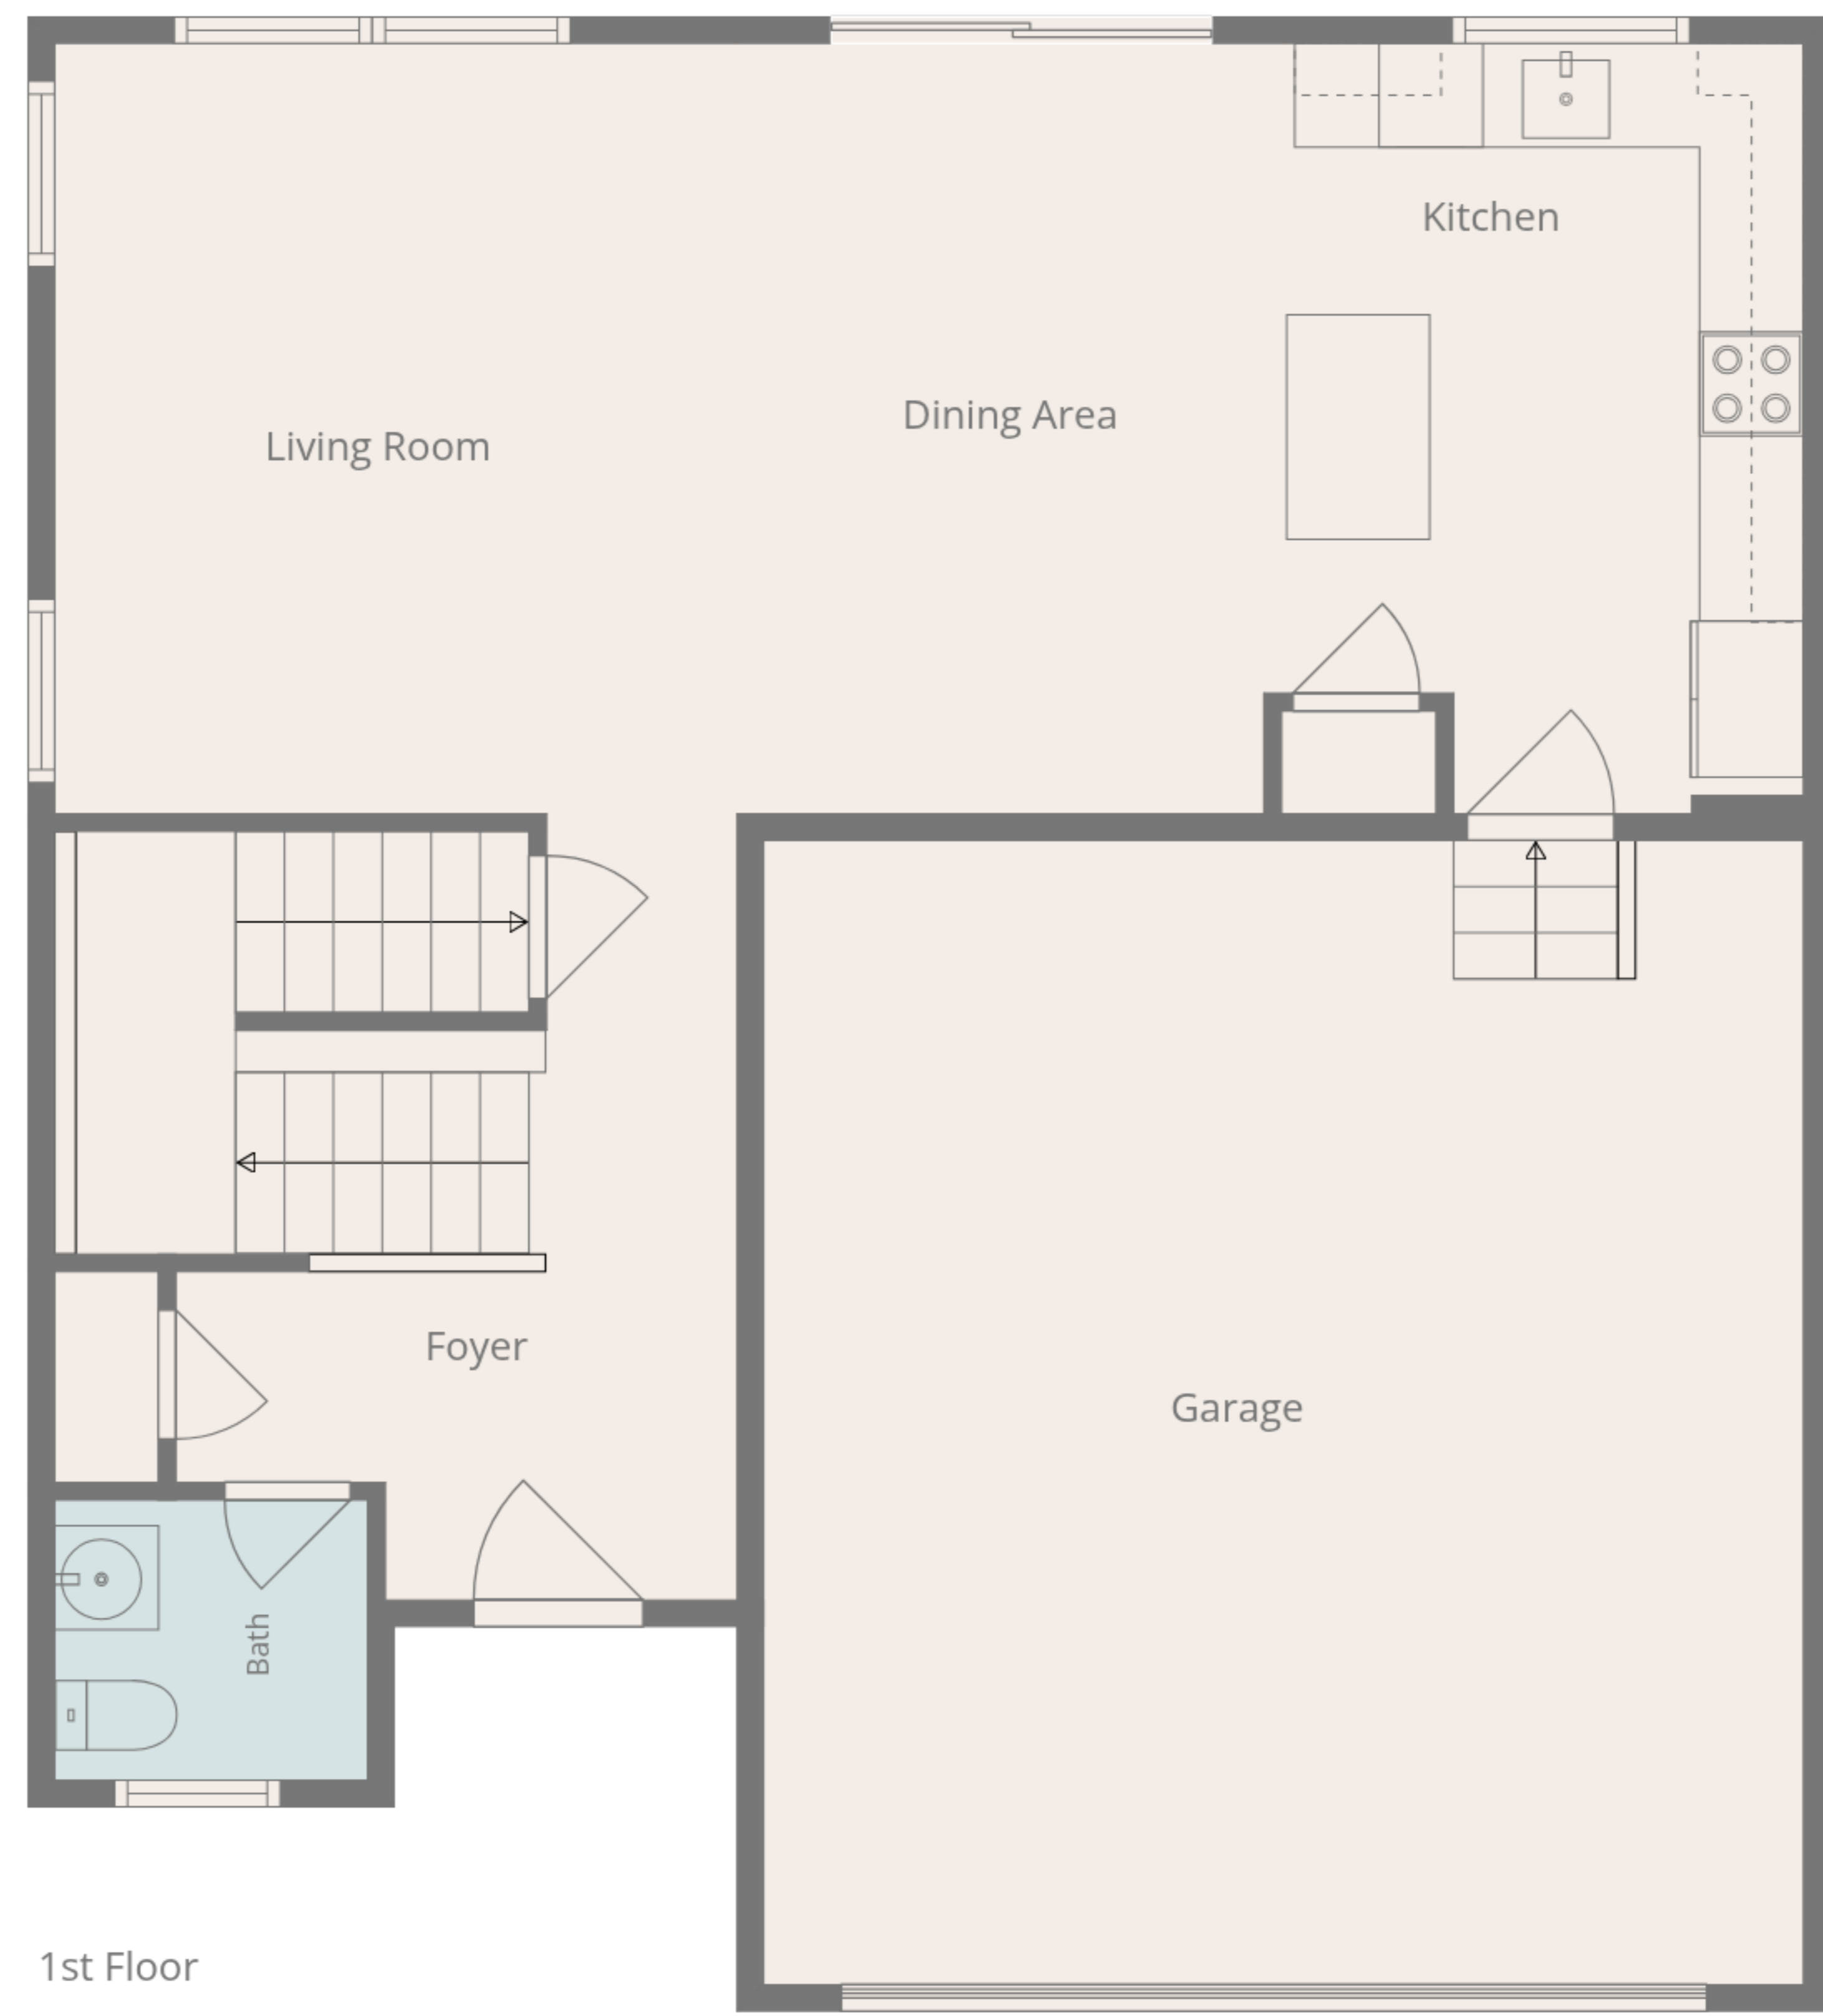 Kitchen
Dining Area
Living Room
Foyer
Garage
Bath
1st Floor